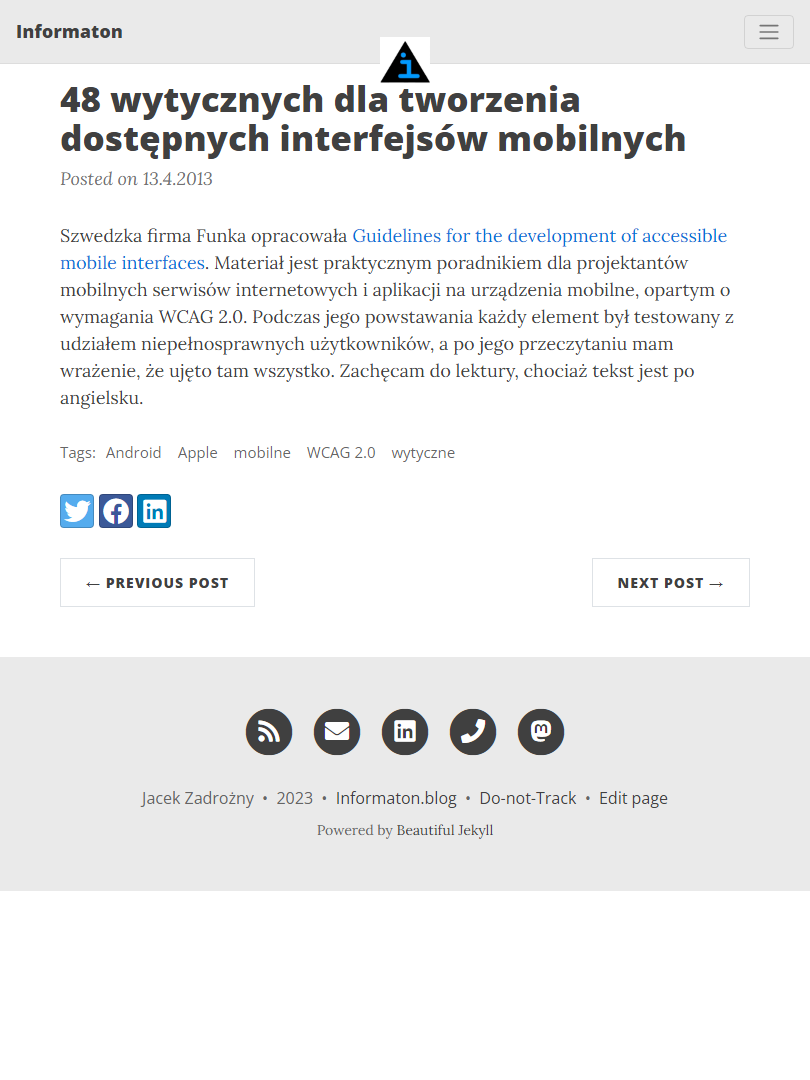 Informaton
48 wytycznych dla tworzenia
dostępnych interfejsów mobilnych
Posted on 13.4.2013
Szwedzka firma Funka opracowała Guidelines for the development of accessible
mobile interfaces. Materiał jest praktycznym poradnikiem dla projektantów
mobilnych serwisów internetowych i aplikacji na urządzenia mobilne, opartym o
wymagania WCAG 2.0. Podczas jego powstawania każdy element był testowany z
udziałem niepełnosprawnych użytkowników, a po jego przeczytaniu mam
wrażenie, że ujęto tam wszystko. Zachęcam do lektury, chociaż tekst jest po
angielsku.
Tags: Android Apple mobilne WCAG 2.0 wytyczne
← PREVIOUS POST
NEXT POST →
Jacek Zadrożny • 2023 • Informaton.blog • Do-not-Track • Edit page
Powered by Beautiful Jekyll